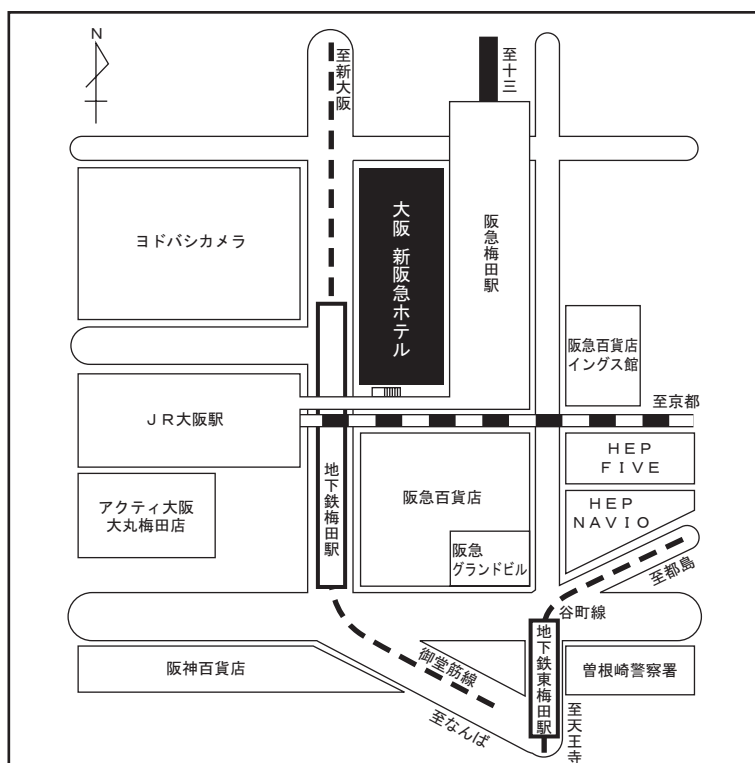 N
至新大阪
至十三
ヨドバシカメラ
大阪 新阪急ホテル
阪急梅田駅
阪急百貨店
イングス館
至京都
JR大阪駅
HEP
FIVE
地下鉄梅田駅
阪急百貨店
アクティ大阪
大丸梅田店
HEP
NAVIO
阪急
グランドビル
至都島
谷町線
阪神百貨店
御堂筋線
地下鉄東梅田駅
曽根崎警察署
至なんば
至天王寺